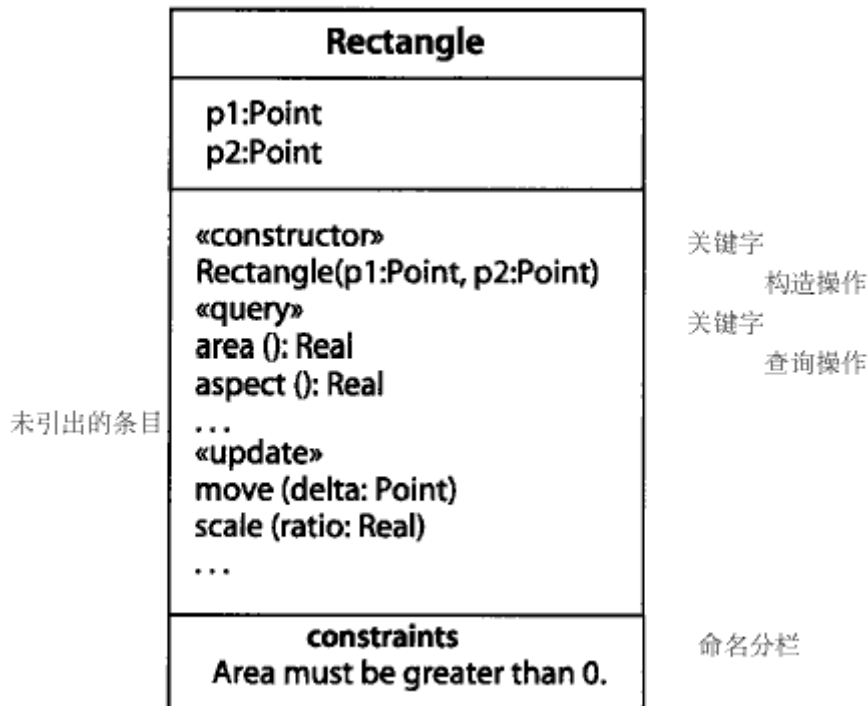 Rectangle
p1:Point
p2:Point
«constructor»
关键字
Rectangle(p1:Point, p2:Point)
构造操作
«query»
关键字
area (): Real
查询操作
aspect (): Real
未引出的条目
...
«update»
move (delta: Point)
scale (ratio: Real)
...
constraints
命名分栏
Area must be greater than 0.